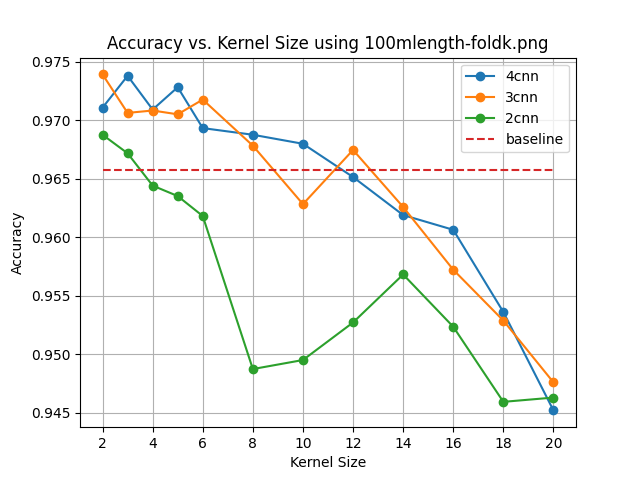 Accuracy vs. Kernel Size using 100mlength-foldk.png
0.975
0.970
0.965
0.960
0.955
0.950
0.945
Accuracy
4cnn
3cnn
2cnn
baseline
2 4 6 8 10 12 14 16 18 20
Kernel Size